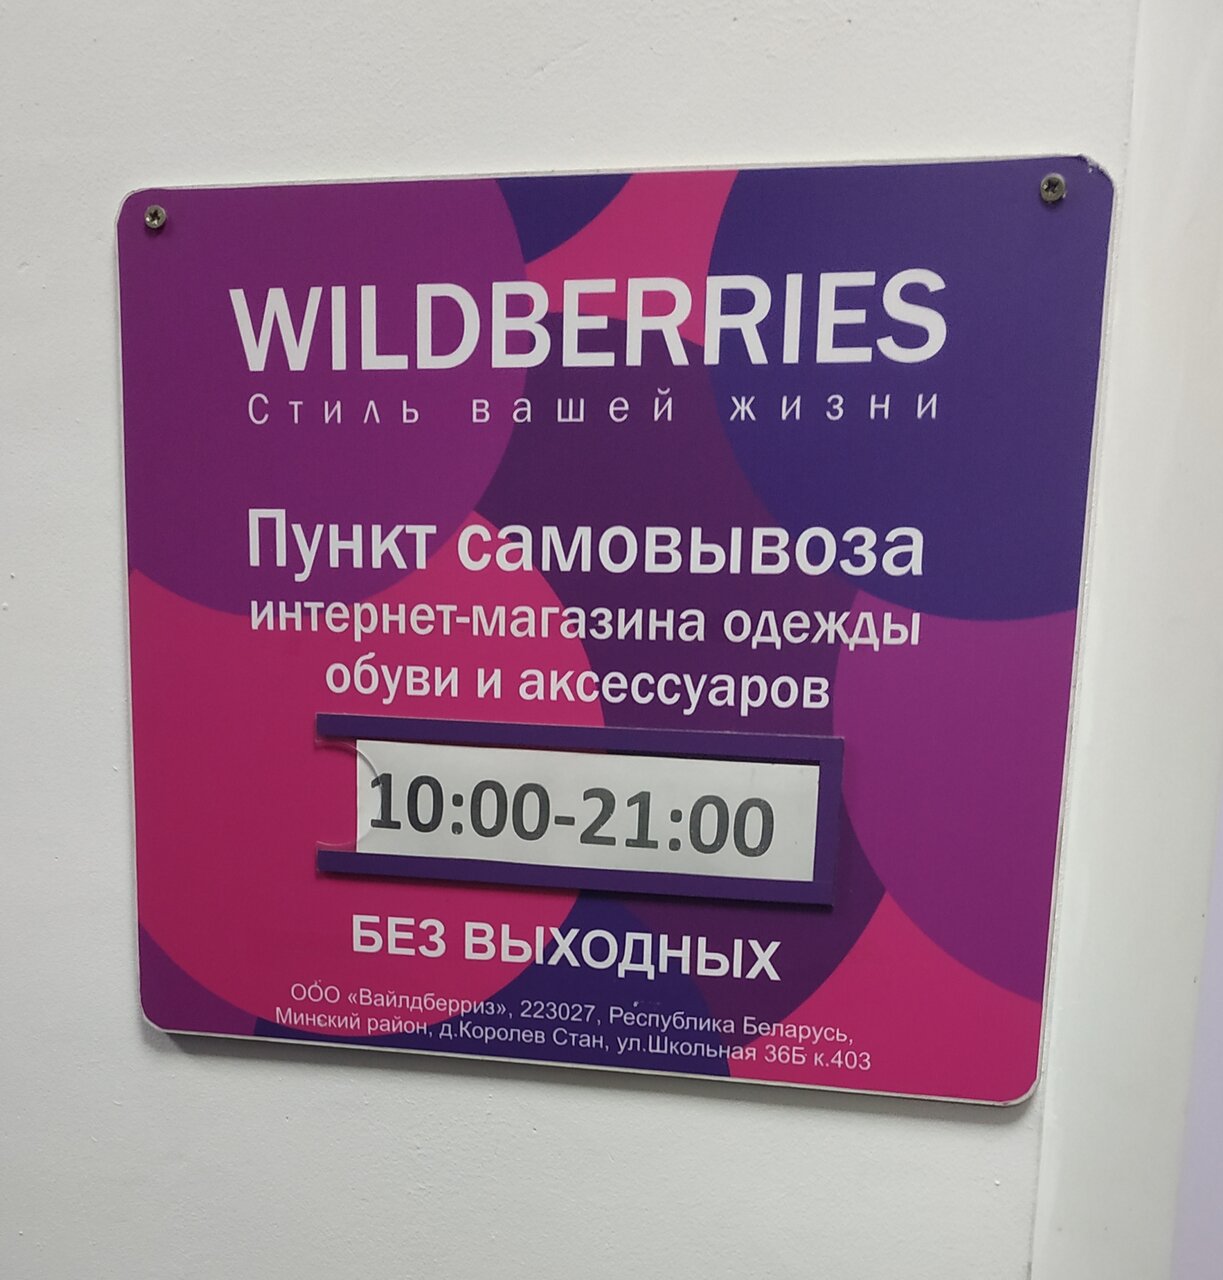 WILDBERRIES
Стиль вашей жизни
Пункт самовывоза
интернет-магазина одежды
обуви и аксессуаров
10:00-21:00
БЕЗ ВЫХОДНЫХ
ООО «Вайлдберриз», 223027, Республика Беларусь,
Минский район, д.Королев Стан, ул.Школьная 36Б к.403